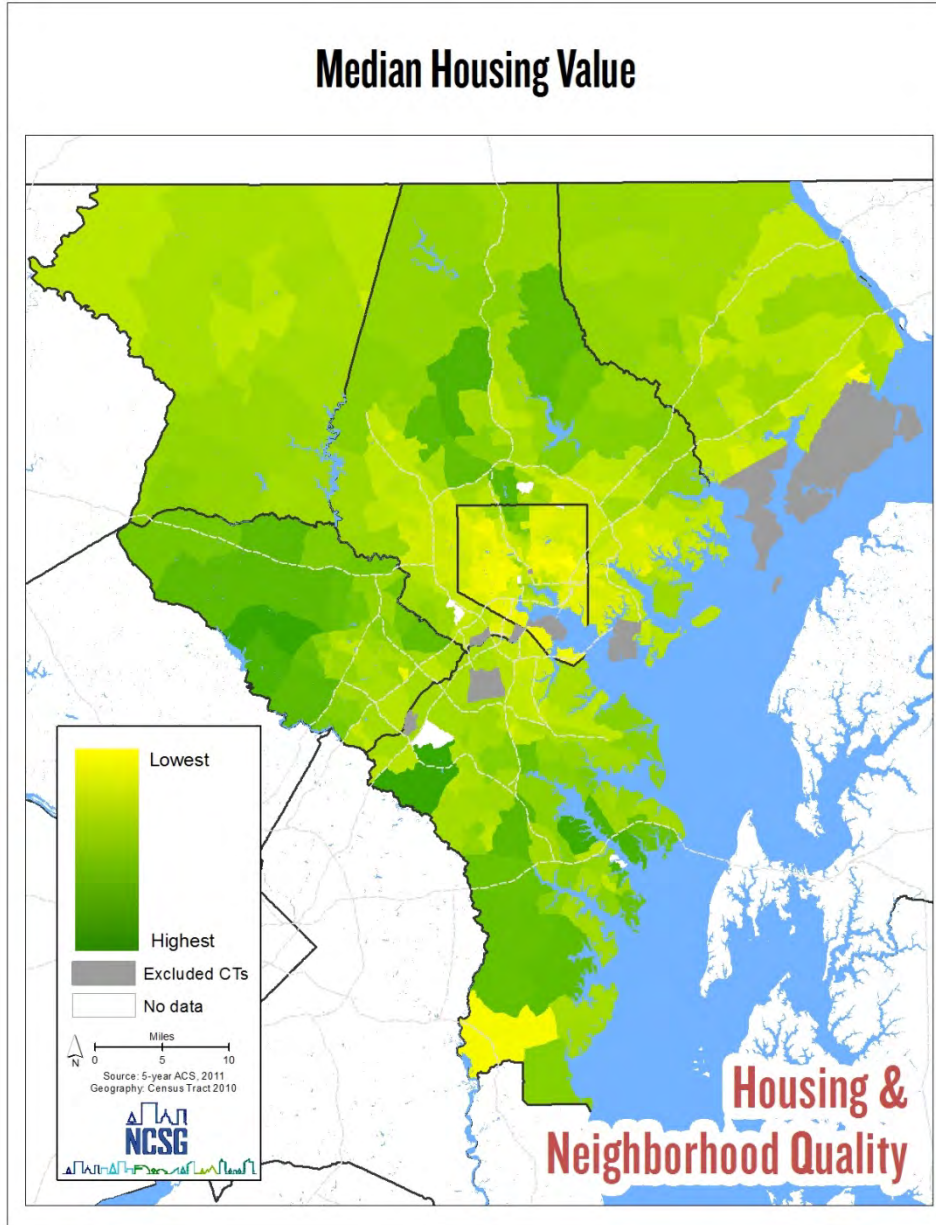 Median Housing Value
Lowest
Highest
Excluded CTs
No data
Miles
N
0 5 10
Source: 5-year ACS, 2011
Geography: Census Tract 2010
NCSG
Housing &
Neighborhood Quality